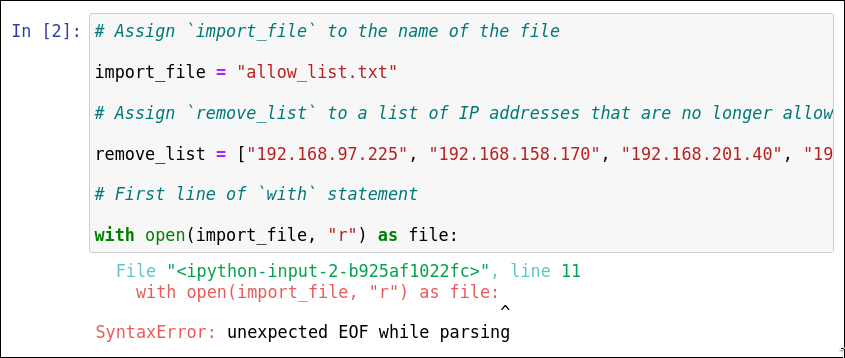 In [2]: # Assign `import_file` to the name of the file
import_file = "allow_list.txt"
# Assign `remove_list` to a list of IP addresses that are no longer allow
remove_list = ["192.168.97.225", "192.168.158.170", "192.168.201.40", "19
# First line of `with` statement
with open(import_file, "r") as file:
File "<ipython-input-2-b925af1022fc>", line 11
with open(import_file, "r") as file:
^
SyntaxError: unexpected EOF while parsing